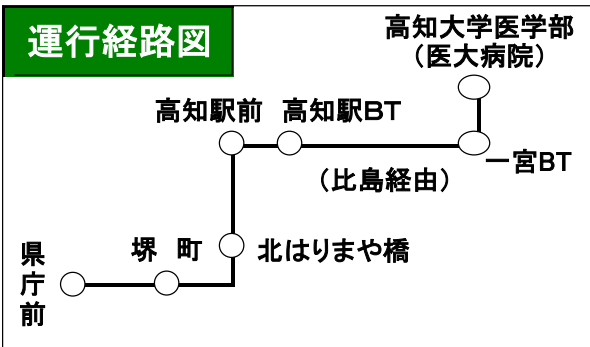 運行経路図
高知大学医学部
（医大病院）
高知駅前
高知駅BT
一宮BT
（比島経由）
北はりまや橋
堺 町
県庁前